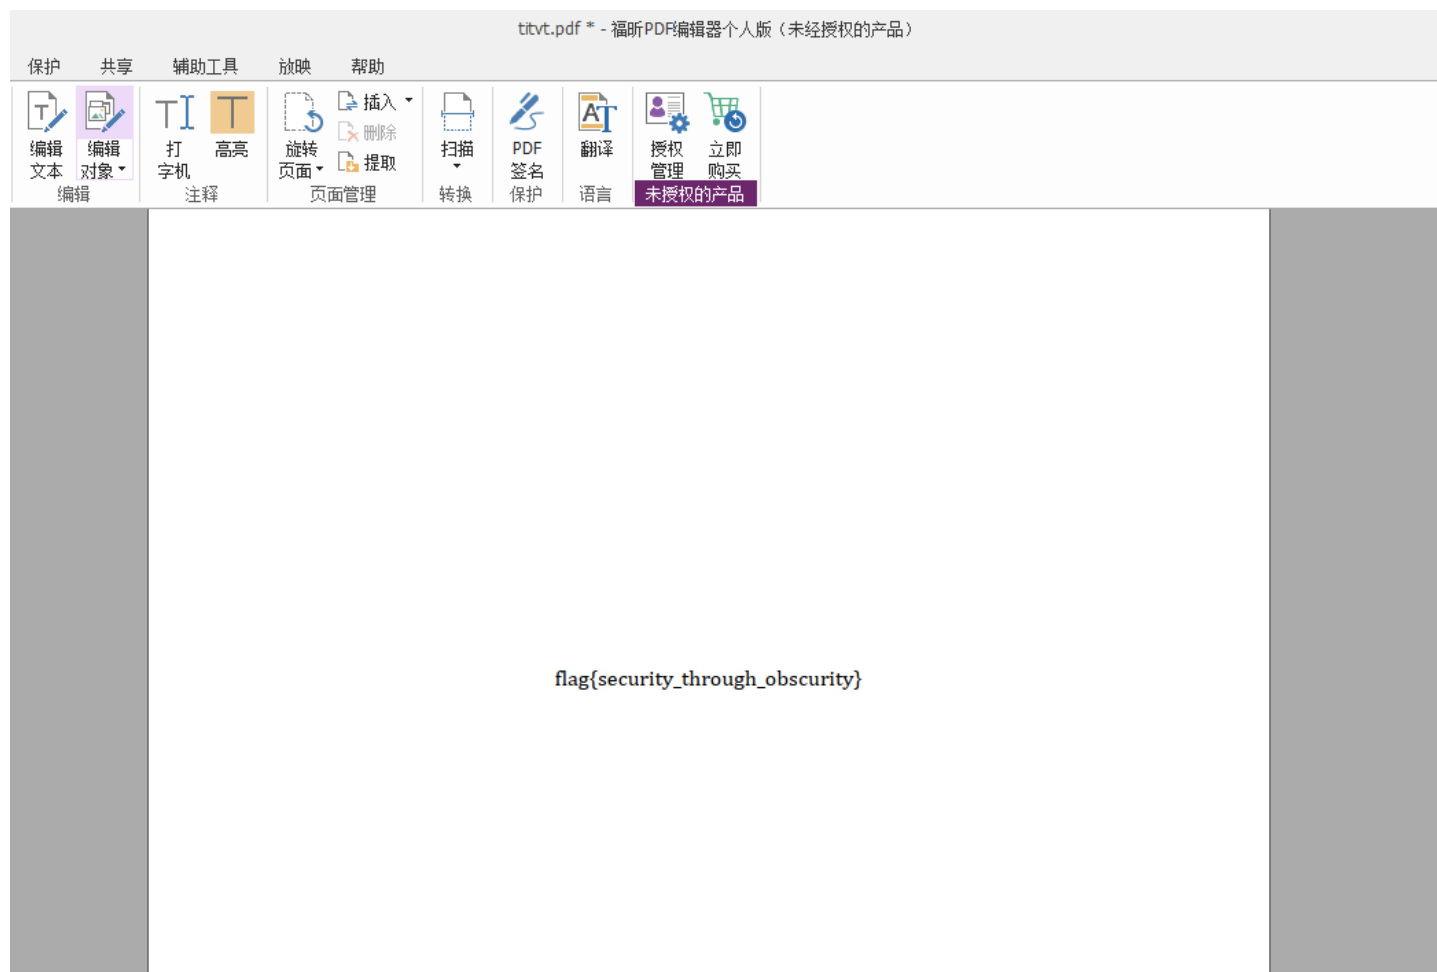 titvt.pdf * - 福昕PDF编辑器个人版（未经授权的产品）
保护 共享 辅助工具 放映 帮助
编辑
文本
编辑
对象
编辑
打
字机
高亮
注释
旋转
页面
插入
删除
提取
页面管理
扫描
转换
PDF
签名
保护
翻译
语言
授权
管理
立即
购买
未授权的产品
flag{security_through_obscurity}